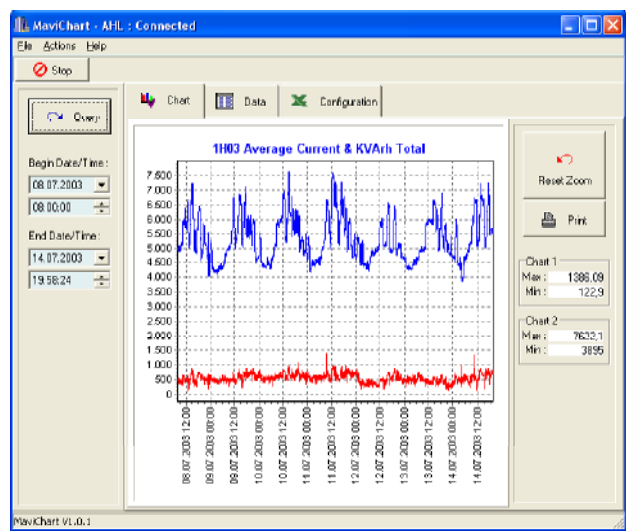 MaviChart - AHL : Connected
File Actions Help
Stop
Query
Begin Date/Time:
08.07.2003
08:00:00
End Date/Time:
14.07.2003
19:58:24
Chart
Data
Configuration
1H03 Average Current & KVArh Total
7.500
7.000
6.500
6.000
5.500
5.000
4.500
4.000
3.500
3.000
2.500
2.000
1.500
1.000
500
0
08.07.2003 12:00
09.07.2003 00:00
09.07.2003 12:00
10.07.2003 00:00
10.07.2003 12:00
11.07.2003 00:00
11.07.2003 12:00
12.07.2003 00:00
12.07.2003 12:00
13.07.2003 00:00
13.07.2003 12:00
14.07.2003 00:00
14.07.2003 12:00
Reset Zoom
Print
Chart 1
Max : 1386,09
Min : 122,9
Chart 2
Max : 7632,1
Min : 3895
MaviChart V1.0.1